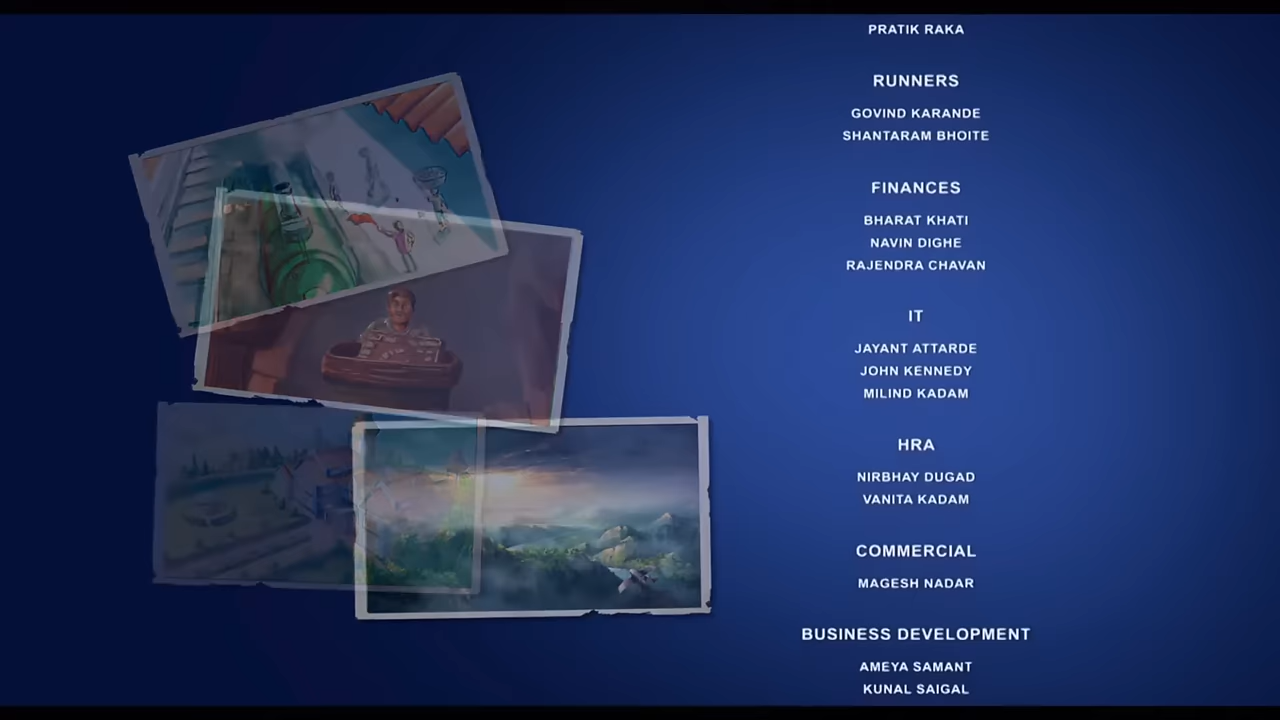 PRATIK RAKA
RUNNERS
GOVIND KARANDE
SHANTARAM BHOITE
FINANCES
BHARAT KHATI
NAVIN DIGHE
RAJENDRA CHAVAN
IT
JAYANT ATTARDE
JOHN KENNEDY
MILIND KADAM
HRA
NIRBHAY DUGAD
VANITA KADAM
COMMERCIAL
MAGESH NADAR
BUSINESS DEVELOPMENT
AMEYA SAMANT
KUNAL SAIGAL